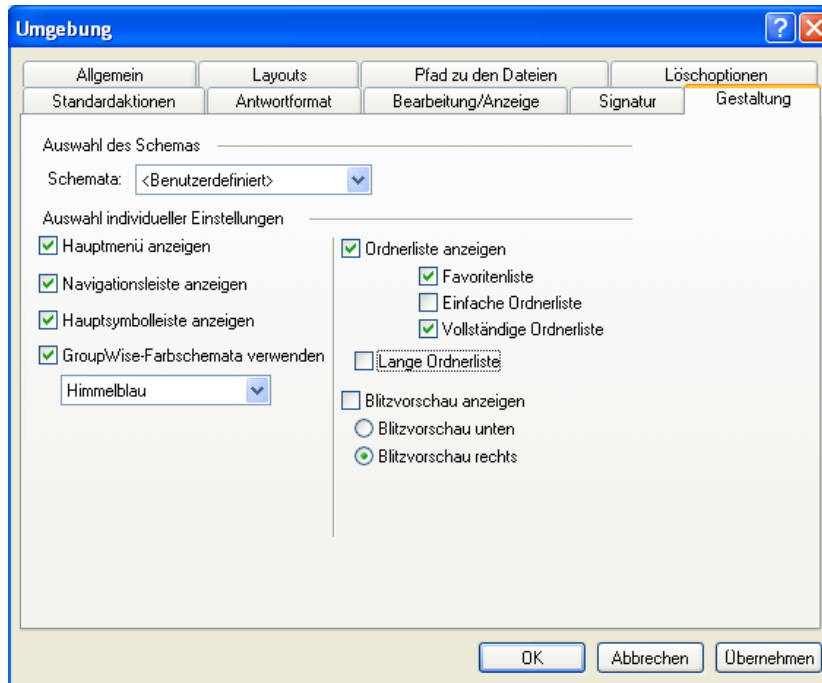 Umgebung
Allgemein
Layouts
Pfad zu den Dateien
Löschoptionen
Standardaktionen
Antwortformat
Bearbeitung/Anzeige
Signatur
Gestaltung
Auswahl des Schemas
Schemata: <Benutzerdefiniert>
Auswahl individueller Einstellungen
Hauptmenü anzeigen
Navigationsleiste anzeigen
Hauptsymbolleiste anzeigen
GroupWise-Farbschemata verwenden
Himmelblau
Ordnerliste anzeigen
Favoritenliste
Einfache Ordnerliste
Vollständige Ordnerliste
Lange Ordnerliste
Blitzvorschau anzeigen
Blitzvorschau unten
Blitzvorschau rechts
OK
Abbrechen
Übernehmen